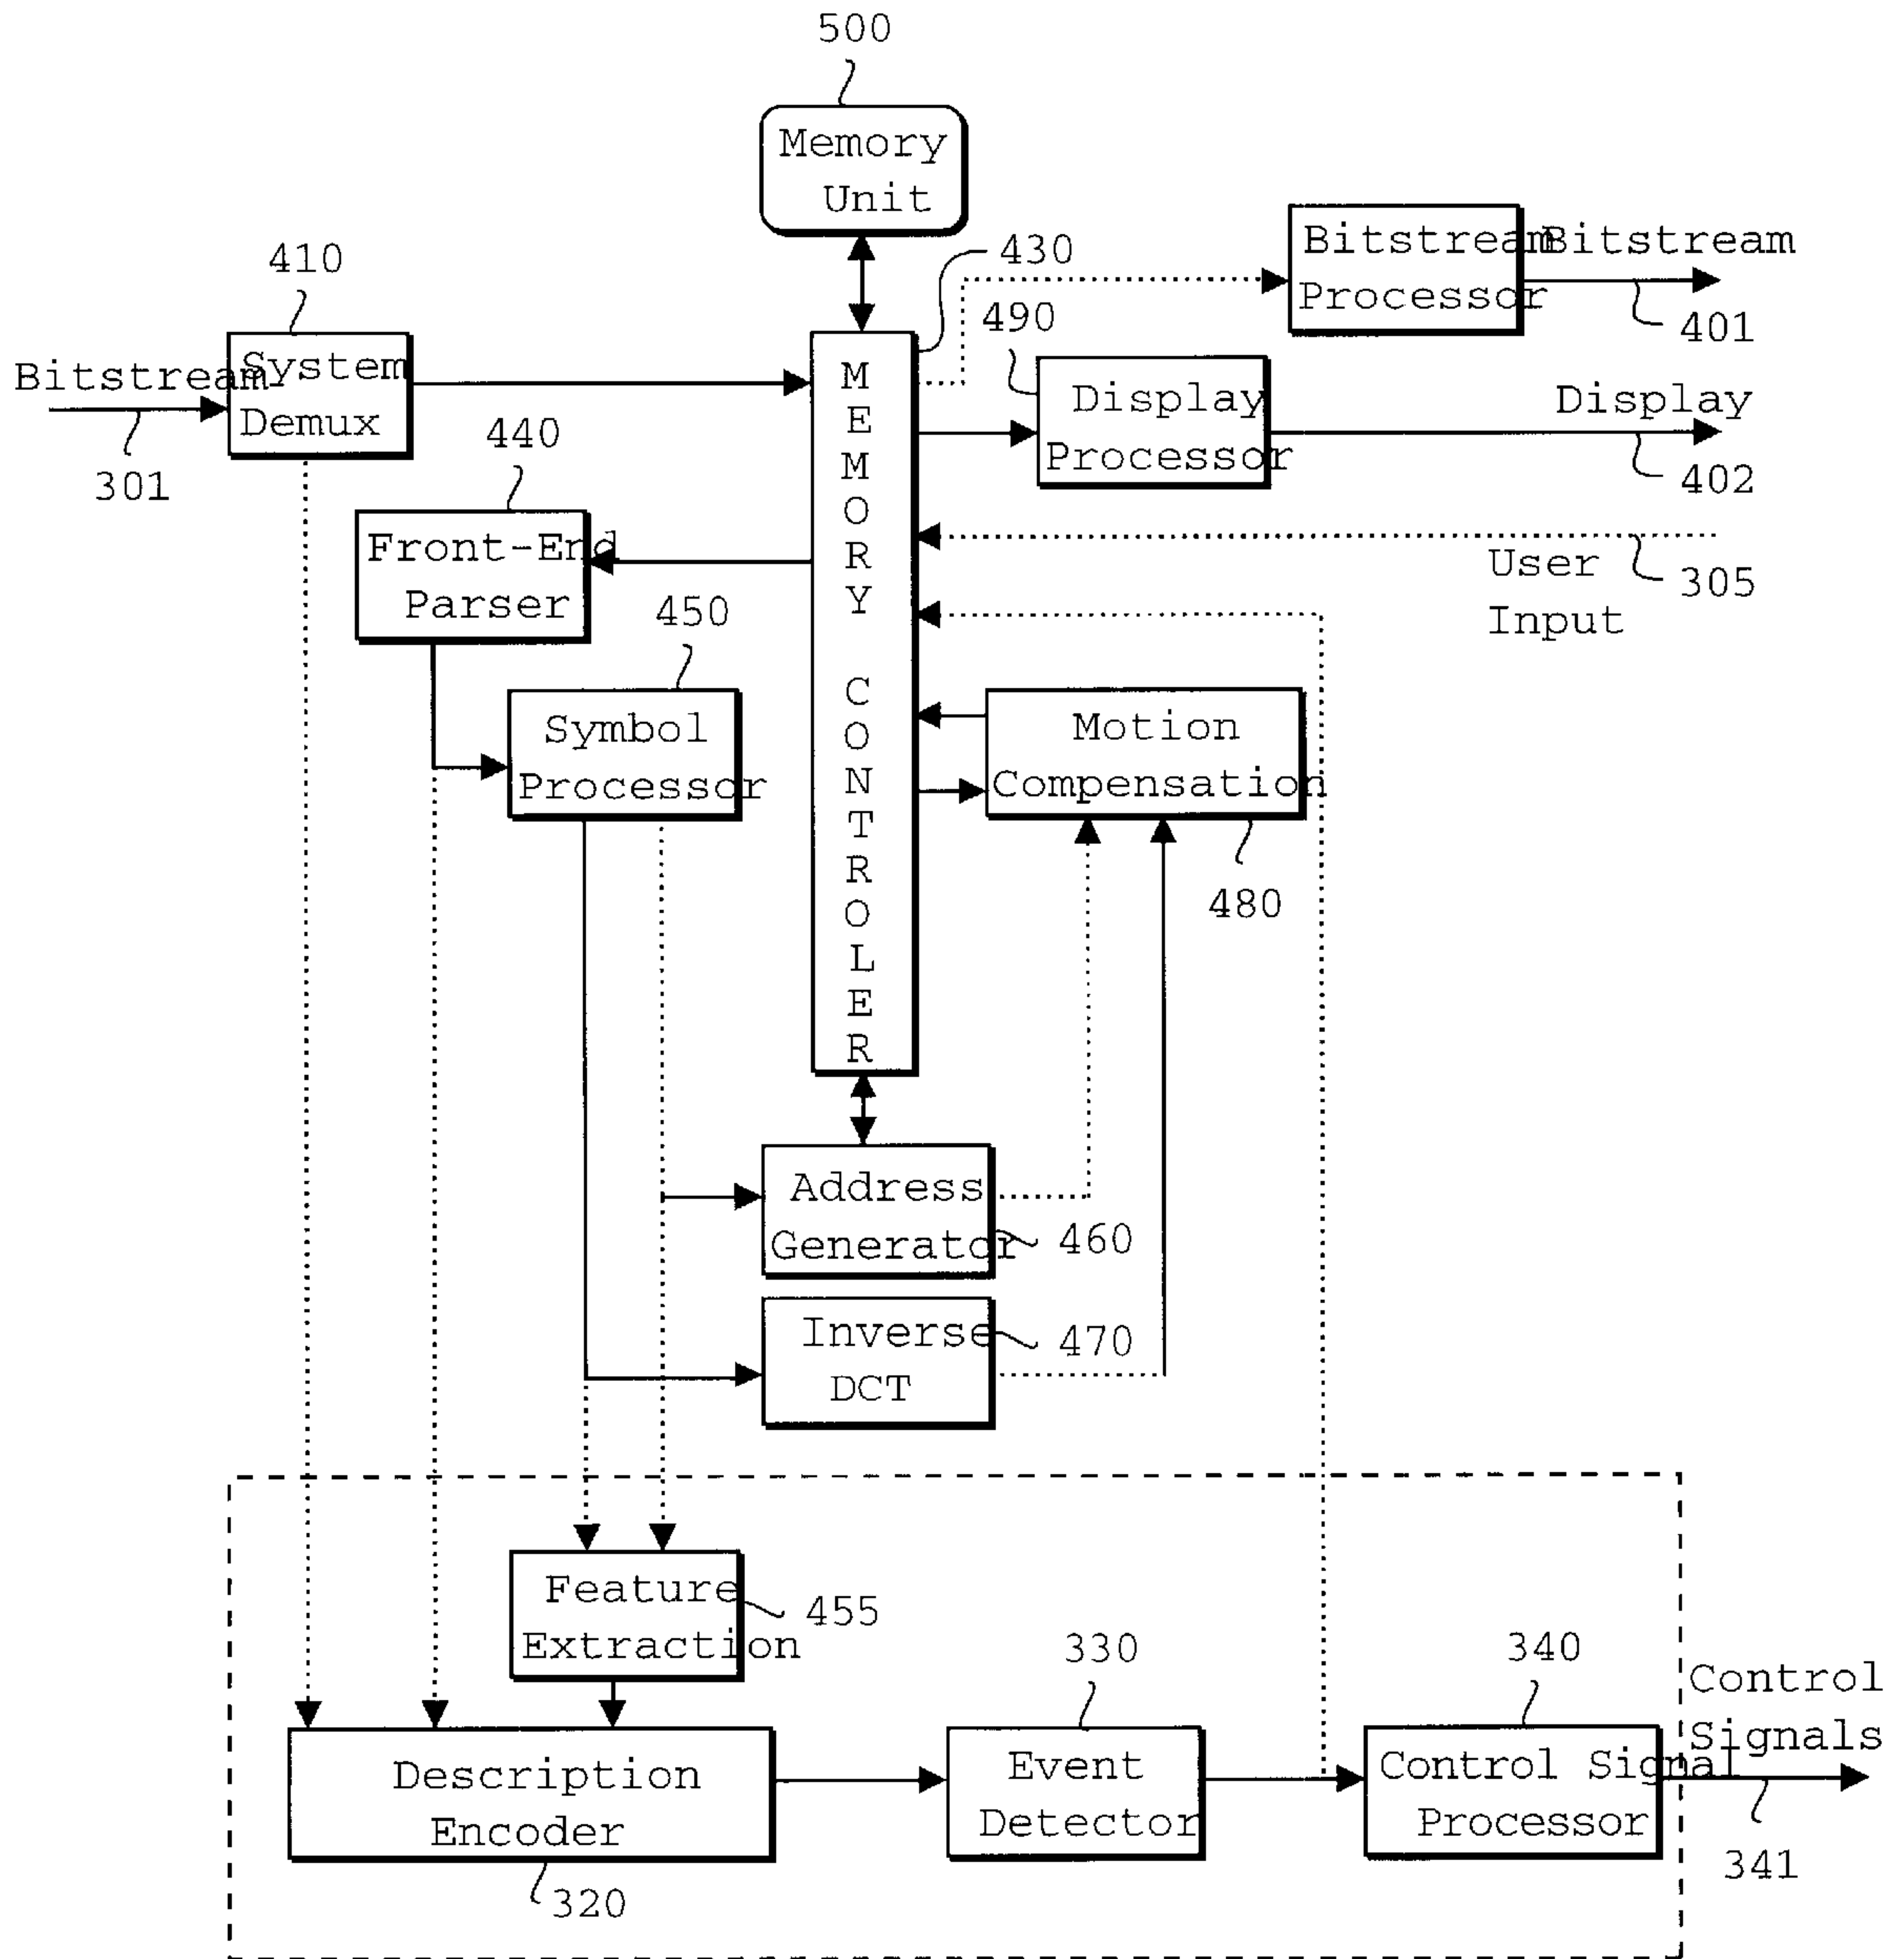 500
Memory
Unit
410
430
Bitstream
Processor
Bitstream
401
490
Bitstream
301
System
Demux
Display
Processor
Display
402
440
Front-End
Parser
User
Input
305
450
Symbol
Processor
MEMORY CONTROLER
Motion
Compensation
480
Address
Generator
460
Inverse
DCT
470
Feature
Extraction
455
330
340
Control
Signals
Description
Encoder
Event
Detector
Control Signal
Processor
341
320